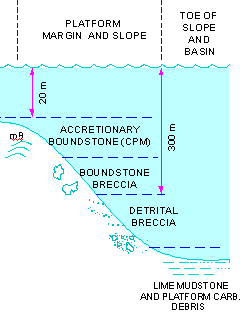 PLATFORM
MARGIN AND SLOPE
TOE OF
SLOPE
AND
BASIN
20 m
300 m
ACCRETIONARY
BOUNDSTONE (CPM)
BOUNDSTONE
BRECCIA
DETRITAL
BRECCIA
LIME MUDSTONE
AND PLATFORM CARB.
DEBRIS